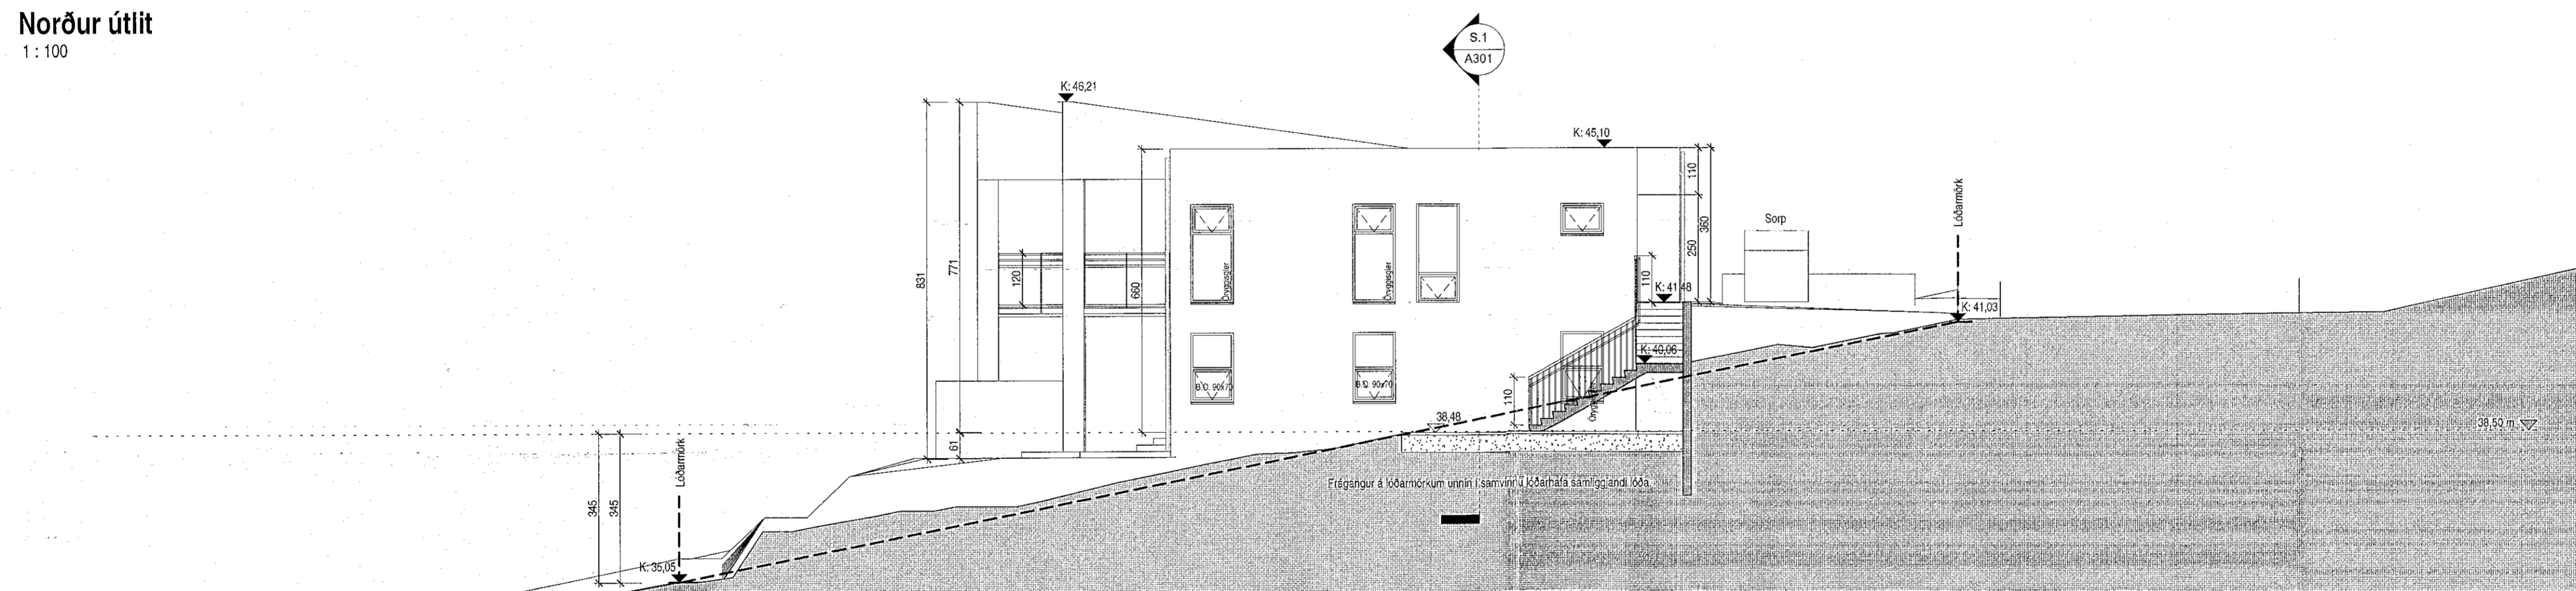 Norður útlit
1 : 100
S.1
A301
K: 46,21
K: 45,10
110
360
250
Lóðarmörk
Sorp
831
771
120
660
Öryggisgler
Öryggisgler
110
K: 41,48
K: 41,03
K: 40,06
B.O. 90x70
B.O. 90x70
110
38,48
61
38,50 m
Lóðarmörk
345
345
Frágangur á lóðarmörkum unnin í samvinnu lóðarhafa samliggjandi lóða.
K: 35,05